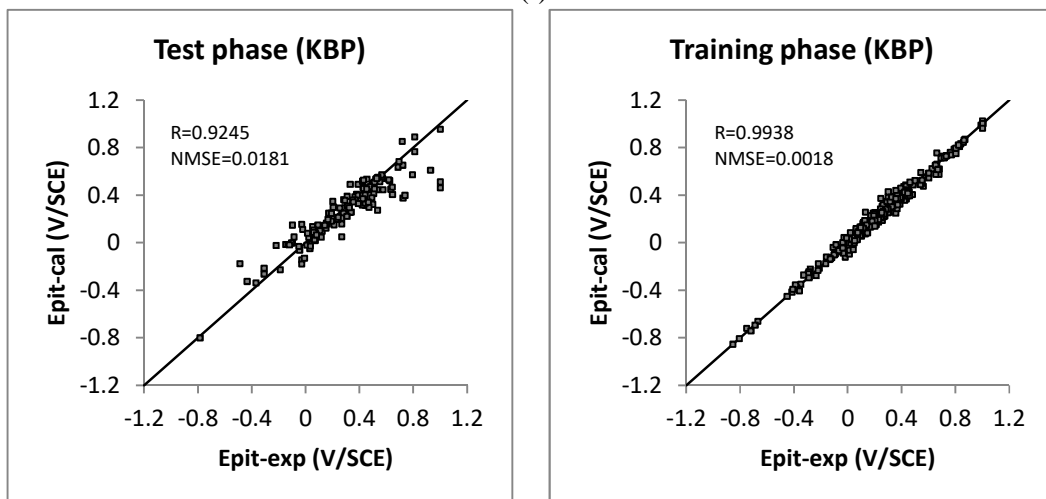 Test phase (KBP)
R=0.9245
NMSE=0.0181
Epit-cal (V/SCE)
1.2
0.8
0.4
0
-0.4
-0.8
-1.2
-1.2 -0.8 -0.4 0 0.4 0.8 1.2
Epit-exp (V/SCE)
Training phase (KBP)
R=0.9938
NMSE=0.0018
Epit-cal (V/SCE)
1.2
0.8
0.4
0
-0.4
-0.8
-1.2
-1.2 -0.8 -0.4 0 0.4 0.8 1.2
Epit-exp (V/SCE)